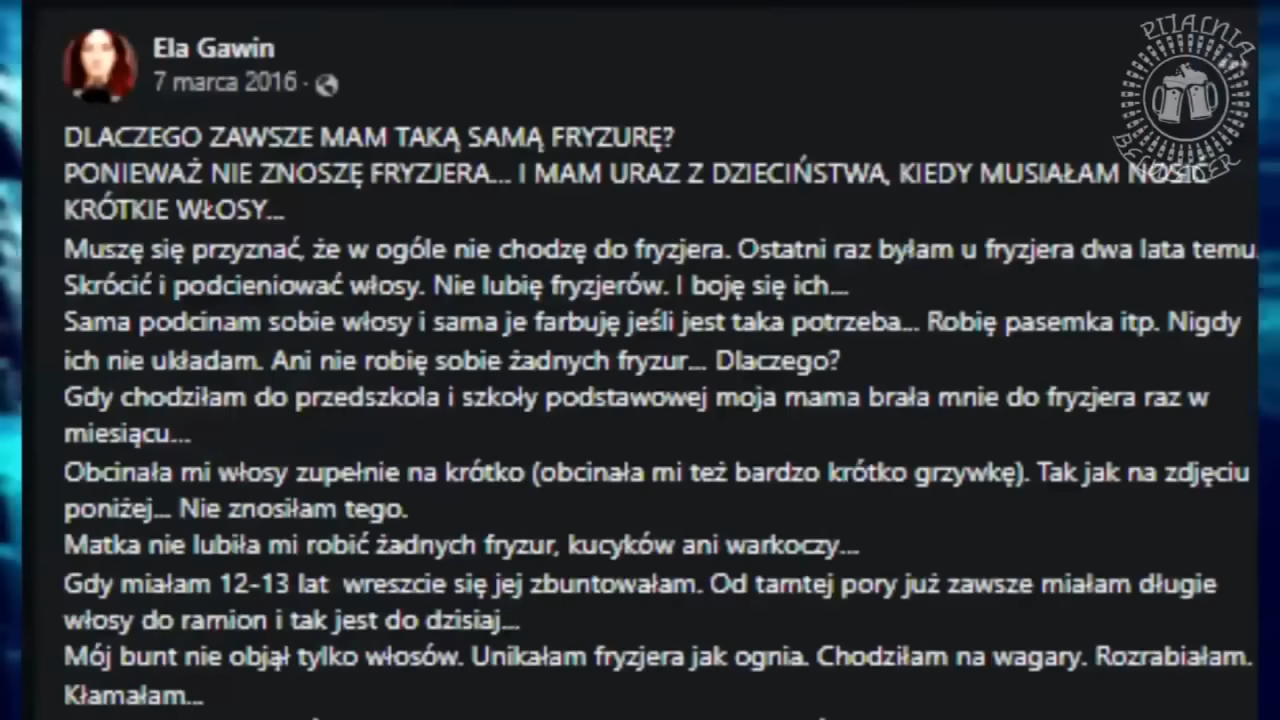 Ela Gawin
7 marca 2016 ·
DLACZEGO ZAWSZE MAM TAKĄ SAMĄ FRYZURĘ?
PONIEWAŻ NIE ZNOSZĘ FRYZJERA... I MAM URAZ Z DZIECIŃSTWA, KIEDY MUSIAŁAM NOSIĆ
KRÓTKIE WŁOSY...
Muszę się przyznać, że w ogóle nie chodzę do fryzjera. Ostatni raz byłam u fryzjera dwa lata temu.
Skrócić i podcieniować włosy. Nie lubię fryzjerów. I boję się ich...
Sama podcinam sobie włosy i sama je farbuję jeśli jest taka potrzeba... Robię pasemka itp. Nigdy
ich nie układam. Ani nie robię sobie żadnych fryzur... Dlaczego?
Gdy chodziłam do przedszkola i szkoły podstawowej moja mama brała mnie do fryzjera raz w
miesiącu...
Obcinała mi włosy zupełnie na krótko (obcinała mi też bardzo krótko grzywkę). Tak jak na zdjęciu
poniżej... Nie znosiłam tego.
Matka nie lubiła mi robić żadnych fryzur, kucyków ani warkoczy...
Gdy miałam 12-13 lat wreszcie się jej zbuntowałam. Od tamtej pory już zawsze miałam długie
włosy do ramion i tak jest do dzisiaj...
Mój bunt nie objął tylko włosów. Unikałam fryzjera jak ognia. Chodziłam na wagary. Rozrabiałam.
Kłamałam...
PIJALNIA